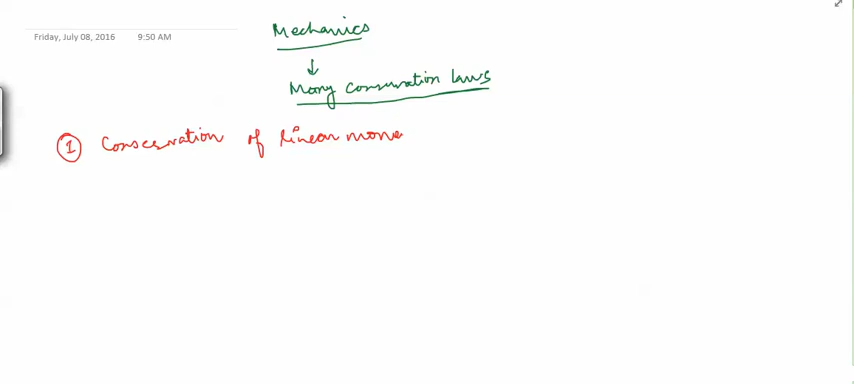 Mechanics
Friday, July 08, 2016 9:50 AM
↓
Many conservation laws
① Conservation of linear mome